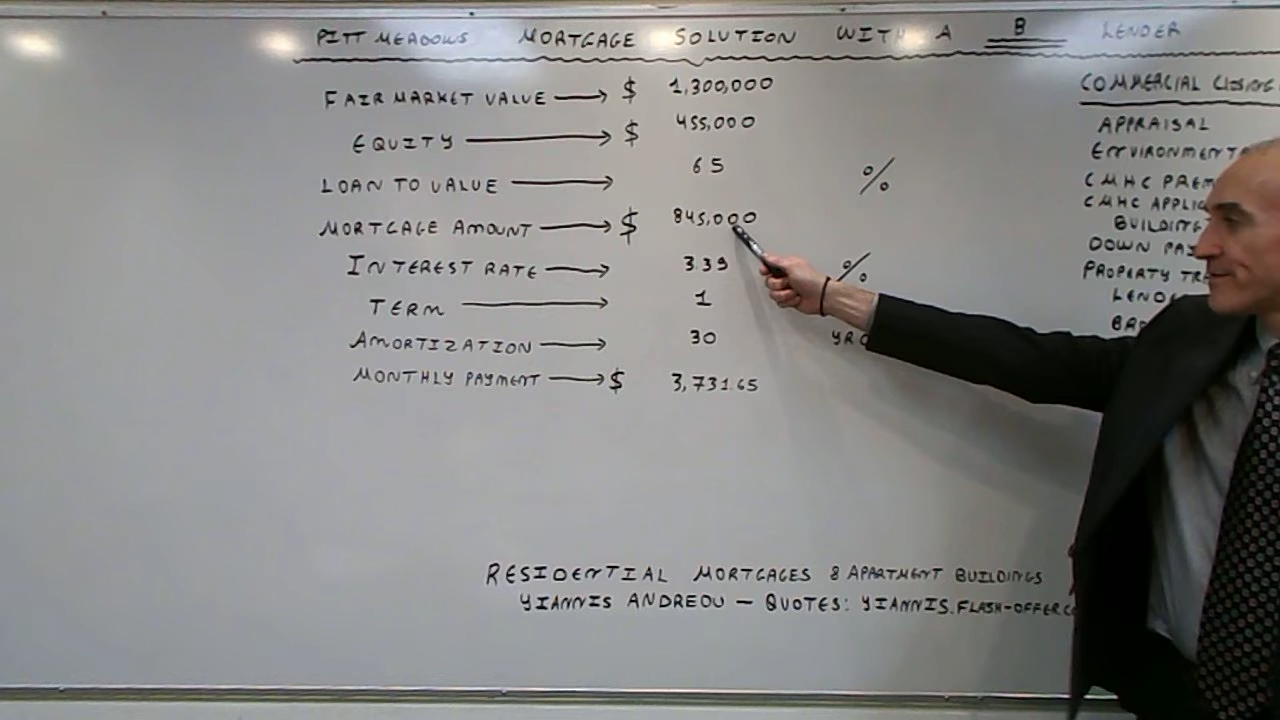 PITT MEADOWS MORTGAGE SOLUTION WITH A B LENDER
FAIR MARKET VALUE → $ 1,300,000
EQUITY → $ 455,000
LOAN TO VALUE → 65 %
MORTGAGE AMOUNT → $ 845,000
INTEREST RATE → 3.39 %
TERM → 1
AMORTIZATION → 30
MONTHLY PAYMENT → $ 3,731.65
COMMERCIAL
APPRAISAL
CMHC
CMHC
BUILDING
DOWN
PROPERTY
RESIDENTIAL MORTGAGES & APARTMENT BUILDINGS
YIANNIS ANDREOU — QUOTES: YIANNIS.FLASH-OFFER.C